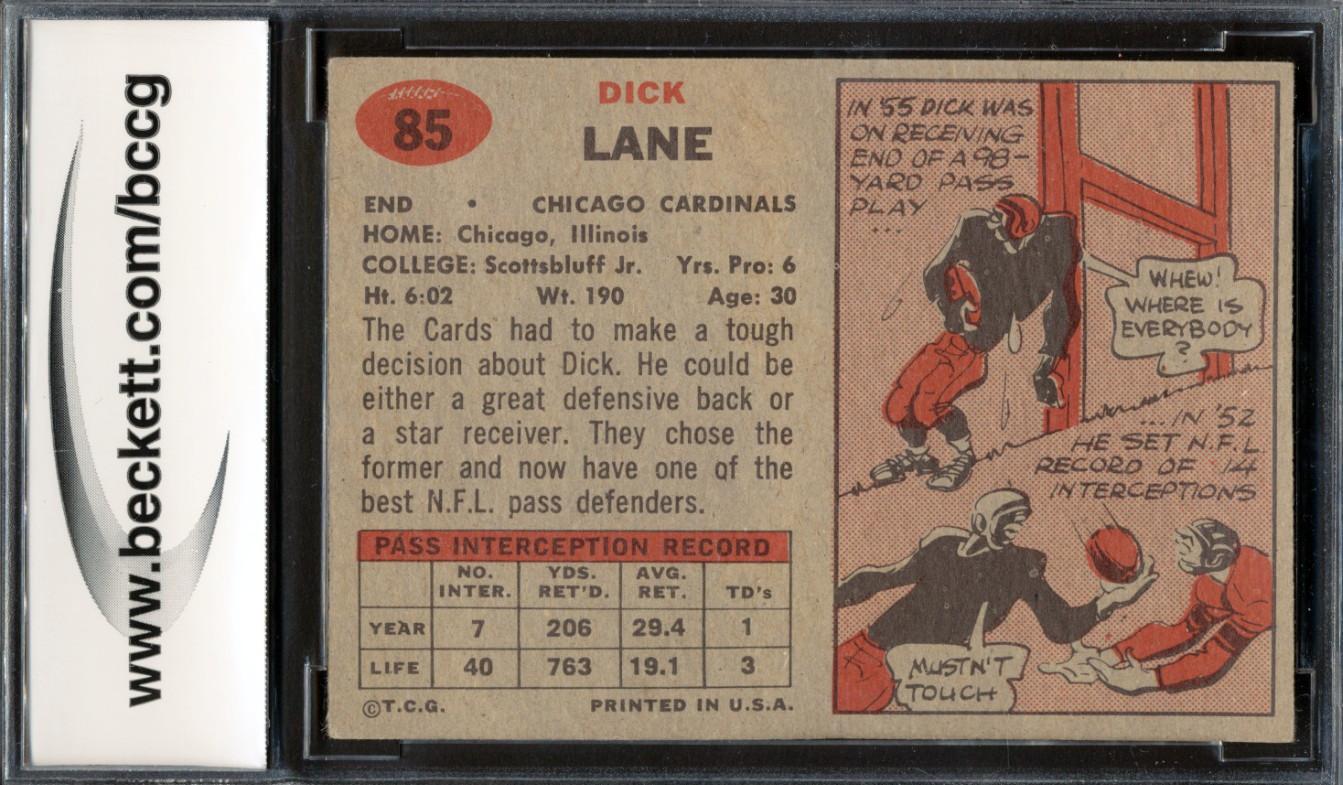 www.beckett.com/bccg
85
DICK
LANE
END • CHICAGO CARDINALS
HOME: Chicago, Illinois
COLLEGE: Scottsbluff Jr. Yrs. Pro: 6
Ht. 6:02 Wt. 190 Age: 30
The Cards had to make a tough
decision about Dick. He could be
either a great defensive back or
a star receiver. They chose the
former and now have one of the
best N.F.L. pass defenders.
PASS INTERCEPTION RECORD
NO. INTER. YDS. RET'D. AVG. RET. TD's
YEAR 7 206 29.4 1
LIFE 40 763 19.1 3
©T.C.G. PRINTED IN U.S.A.
IN '55 DICK WAS
ON RECEIVING
END OF A 98-
YARD PASS
PLAY
...
WHEW!
WHERE IS
EVERYBODY
?
...IN '52
HE SET N.F.L
RECORD OF 14
INTERCEPTIONS
MUSTN'T
TOUCH